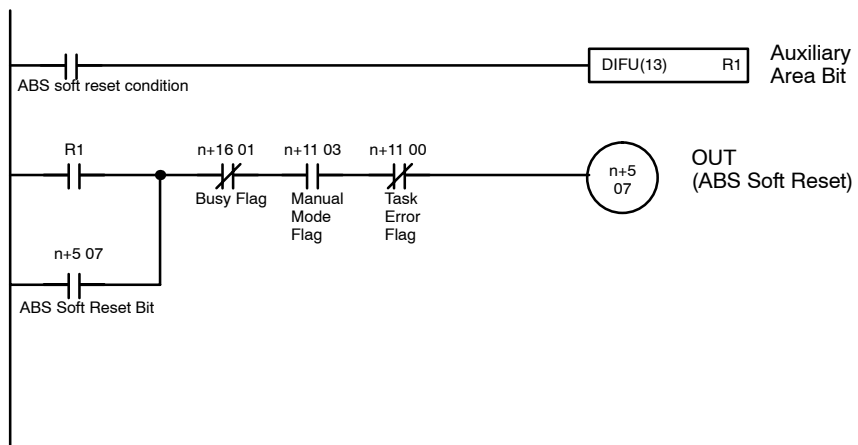 DIFU(13) R1
Auxiliary
Area Bit
ABS soft reset condition
R1
n+16 01
n+11 03
n+11 00
Busy Flag
Manual
Mode
Flag
Task
Error
Flag
n+5
07
OUT
(ABS Soft Reset)
n+5 07
ABS Soft Reset Bit